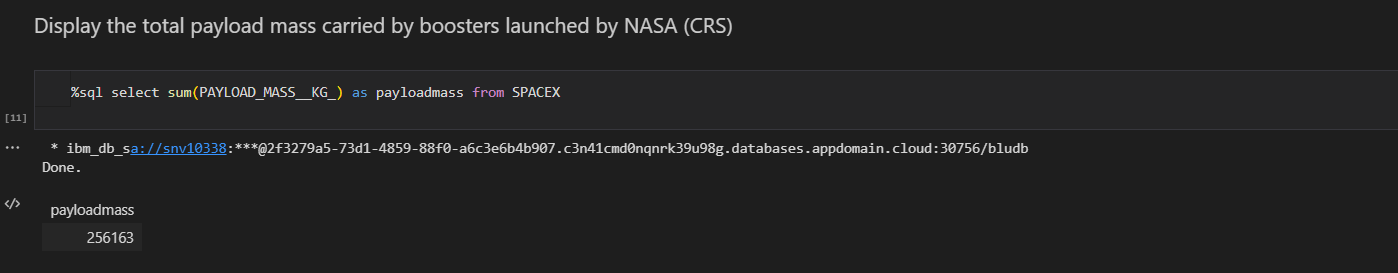 Display the total payload mass carried by boosters launched by NASA (CRS)
%sql select sum(PAYLOAD_MASS__KG_) as payloadmass from SPACEX
[11]
* ibm_db_sa://snv10338:***@2f3279a5-73d1-4859-88f0-a6c3e6b4b907.c3n41cmd0nqnrk39u98g.databases.appdomain.cloud:30756/bludb
Done.
payloadmass
256163